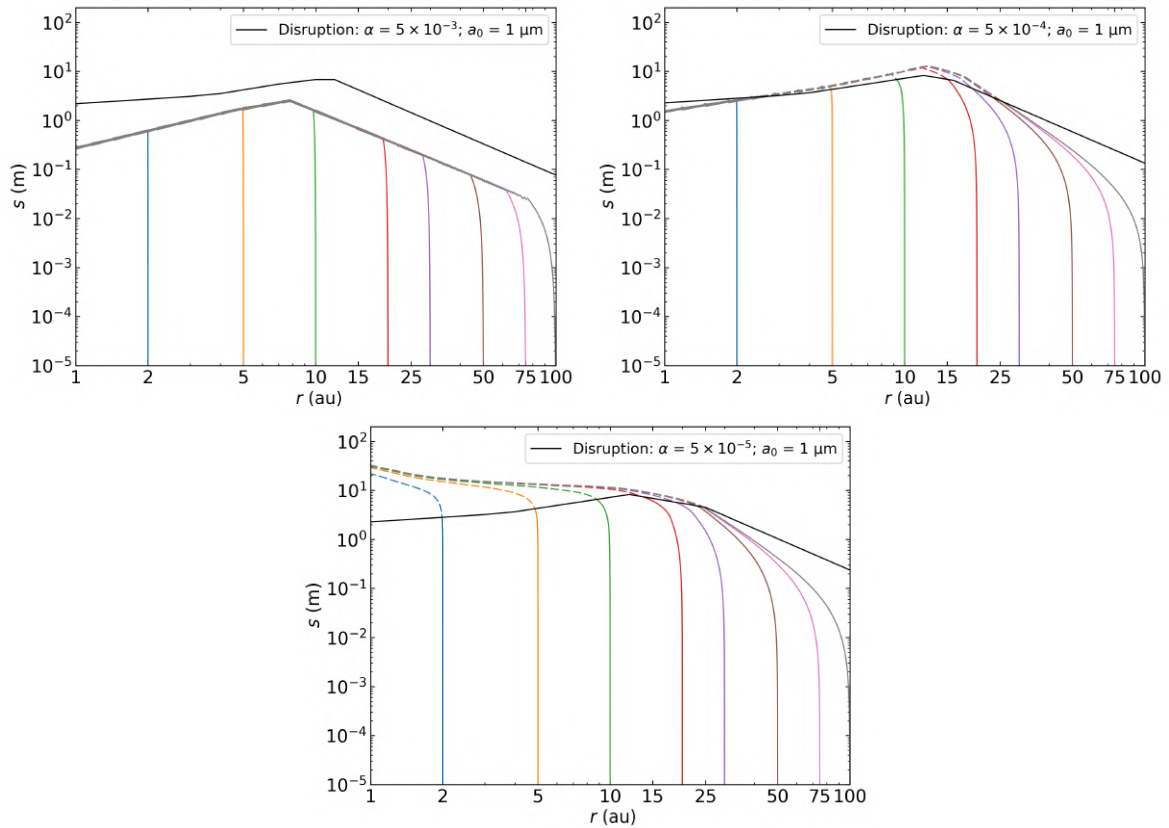 Disruption: α = 5 × 10⁻³; a₀ = 1 μm
10²
10¹
10⁰
10⁻¹
10⁻²
10⁻³
10⁻⁴
10⁻⁵
s (m)
1 2 5 10 15 25 50 75 100
r (au)
Disruption: α = 5 × 10⁻⁴; a₀ = 1 μm
10²
10¹
10⁰
10⁻¹
10⁻²
10⁻³
10⁻⁴
10⁻⁵
s (m)
1 2 5 10 15 25 50 75 100
r (au)
Disruption: α = 5 × 10⁻⁵; a₀ = 1 μm
10²
10¹
10⁰
10⁻¹
10⁻²
10⁻³
10⁻⁴
10⁻⁵
s (m)
1 2 5 10 15 25 50 75 100
r (au)